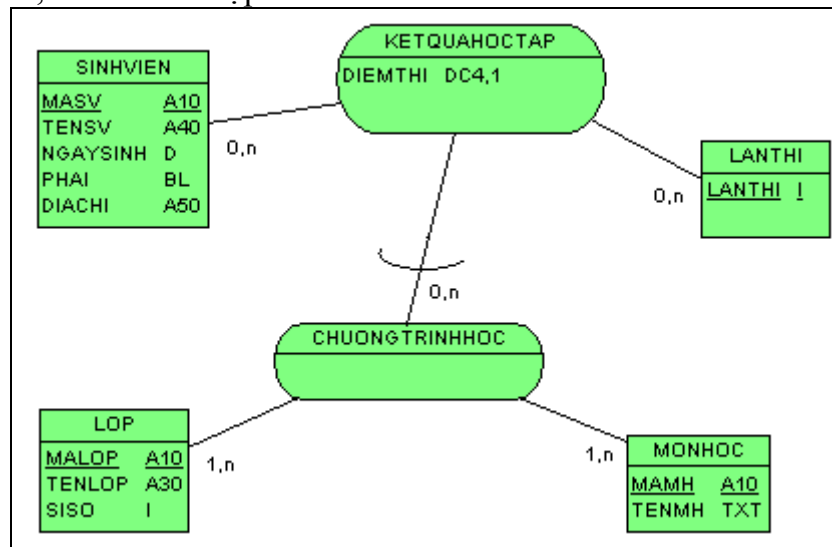 KETQUAHOCTAP
DIEMTHI DC4,1
SINHVIEN
MASV A10
TENSV A40
NGAYSINH D
PHAI BL
DIACHI A50
0,n
LANTHI
LANTHI I
0,n
0,n
CHUONGTRINHHOC
LOP
MALOP A10
TENLOP A30
SISO I
1,n
1,n
MONHOC
MAMH A10
TENMH TXT